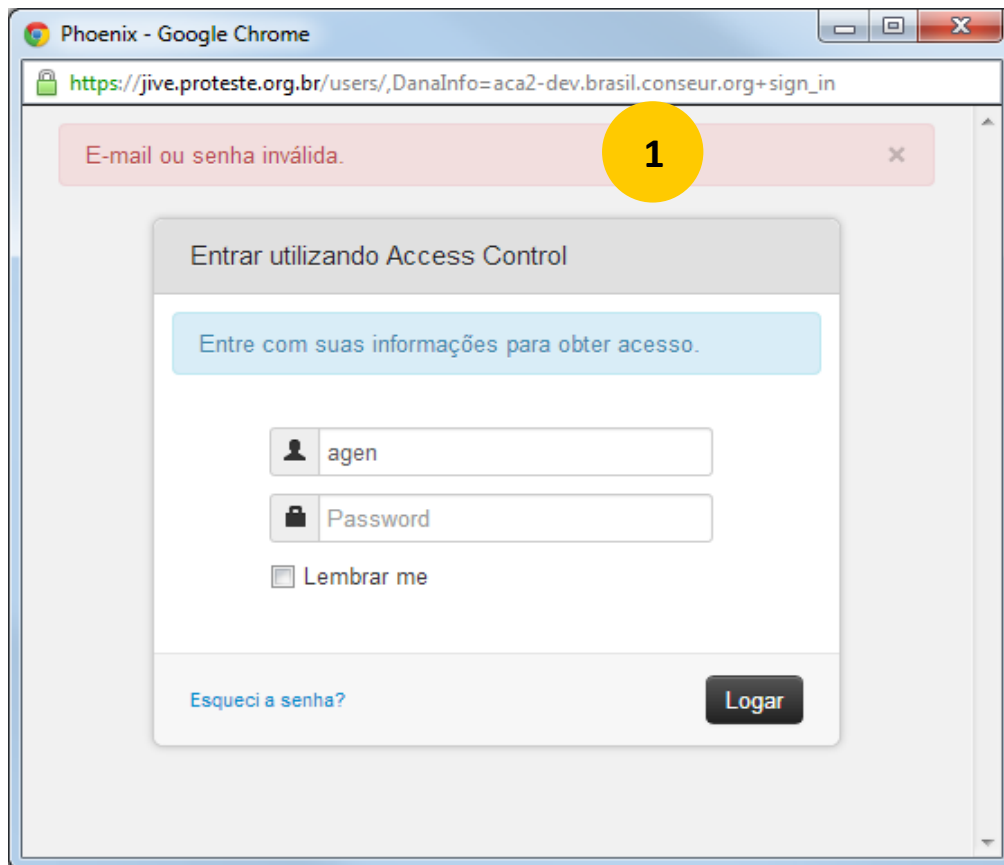 Phoenix - Google Chrome
https://jive.proteste.org.br/users/,DanaInfo=aca2-dev.brasil.conseur.org+sign_in
E-mail ou senha inválida.
1
×
Entrar utilizando Access Control
Entre com suas informações para obter acesso.
agen
Password
Lembrar me
Esqueci a senha?
Logar